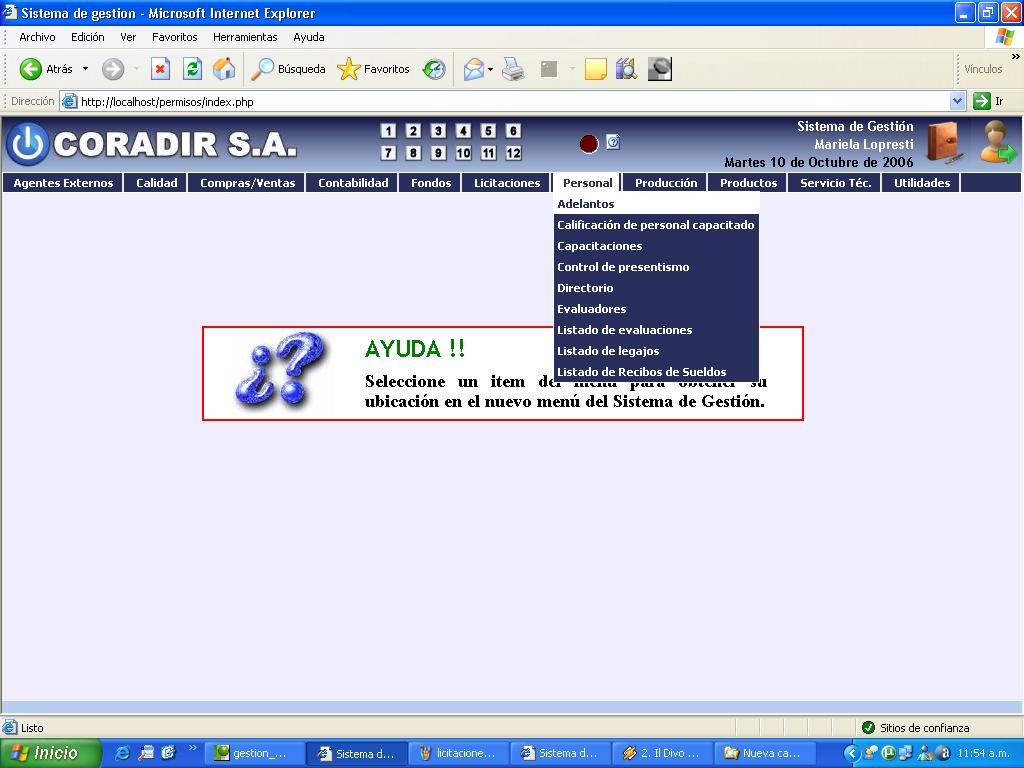 Sistema de gestion - Microsoft Internet Explorer
Archivo Edición Ver Favoritos Herramientas Ayuda
Atrás Búsqueda Favoritos Vínculos »
Dirección http://localhost/permisos/index.php Ir
CORADIR S.A.
1 2 3 4 5 6
7 8 9 10 11 12
Sistema de Gestión
Mariela Lopresti
Martes 10 de Octubre de 2006
Agentes Externos Calidad Compras/Ventas Contabilidad Fondos Licitaciones Personal Producción Productos Servicio Téc. Utilidades
Adelantos
Calificación de personal capacitado
Capacitaciones
Control de presentismo
Directorio
Evaluadores
Listado de evaluaciones
Listado de legajos
Listado de Recibos de Sueldos
AYUDA !!
Seleccione un item del menú para obtener su
ubicación en el nuevo menú del Sistema de Gestión.
Listo Sitios de confianza
Inicio » gestion_... Sistema d... licitacione... Sistema d... 2. Il Divo ... Nueva ca... 11:54 a.m.